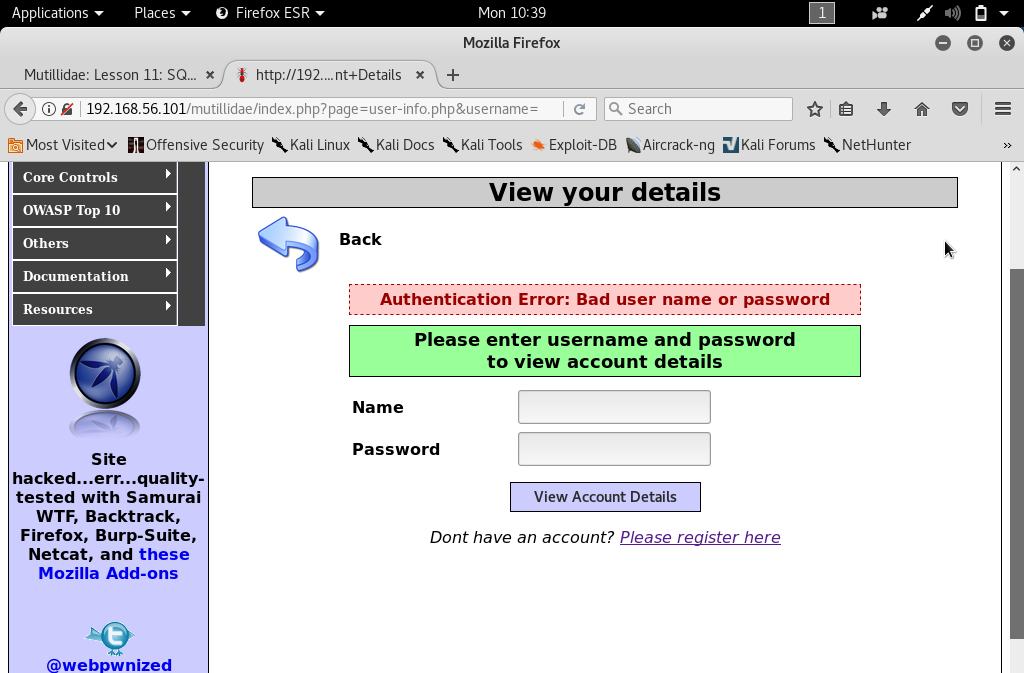 Applications Places Firefox ESR Mon 10:39 1
Mozilla Firefox
Mutillidae: Lesson 11: SQ... × http://192....nt+Details ×
192.168.56.101/mutillidae/index.php?page=user-info.php&username= Search
Most Visited Offensive Security Kali Linux Kali Docs Kali Tools Exploit-DB Aircrack-ng Kali Forums NetHunter »
Core Controls
OWASP Top 10
Others
Documentation
Resources
Site
hacked...err...quality-
tested with Samurai
WTF, Backtrack,
Firefox, Burp-Suite,
Netcat, and these
Mozilla Add-ons
@webpwnized
View your details
Back
Authentication Error: Bad user name or password
Please enter username and password
to view account details
Name
Password
View Account Details
Dont have an account? Please register here